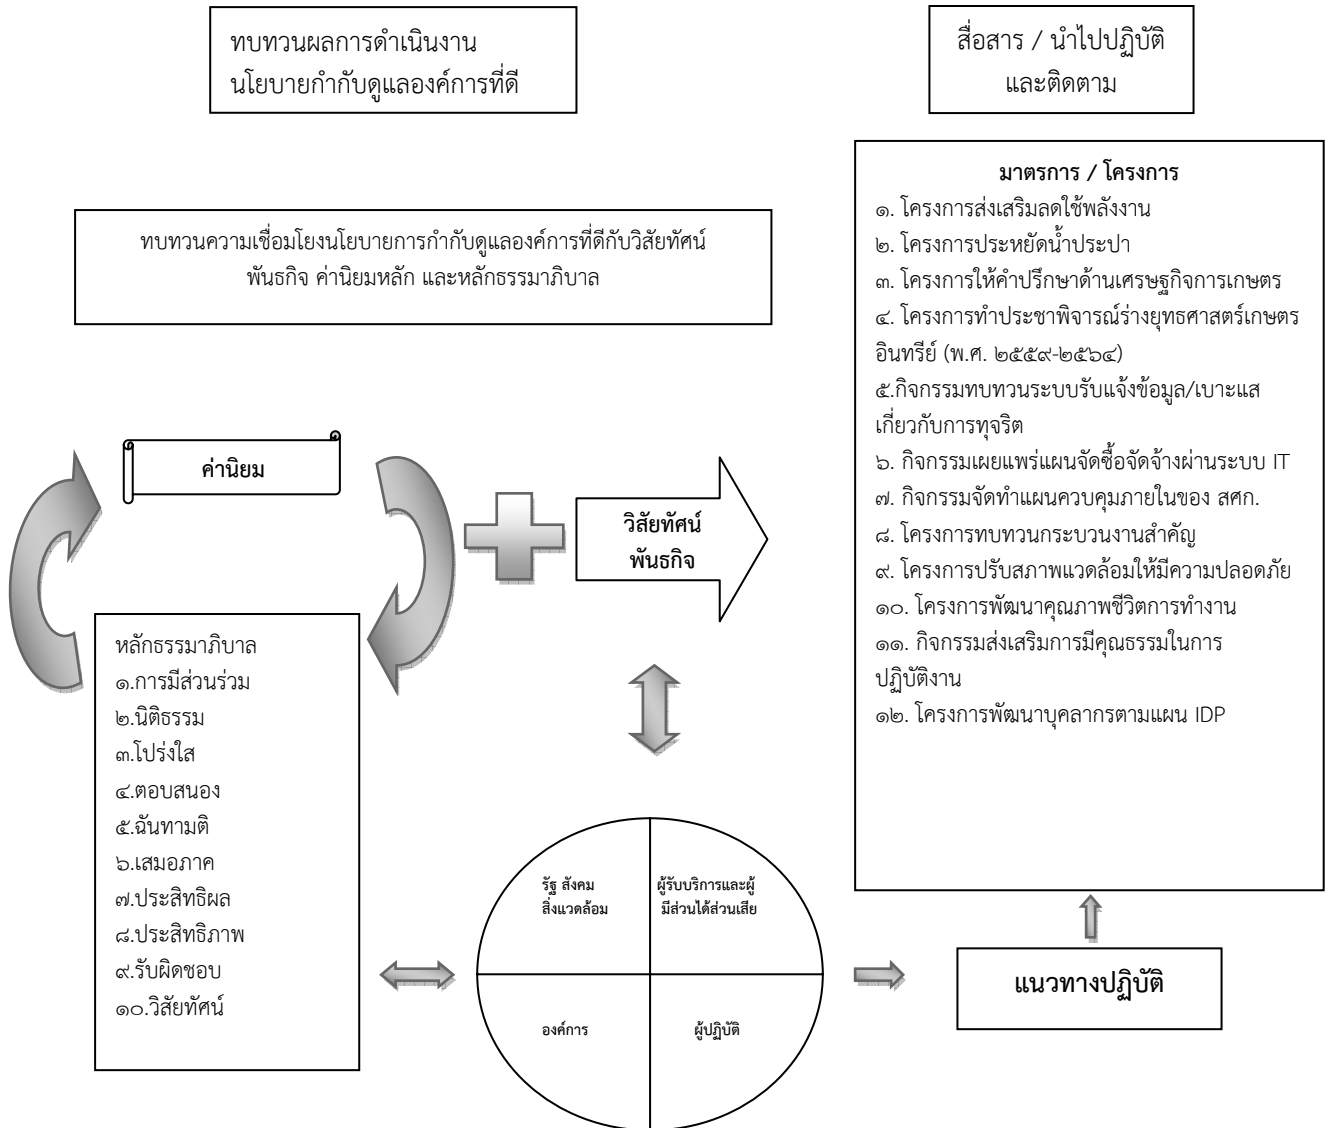 ทบทวนผลการดำเนินงาน
นโยบายกำกับดูแลองค์การที่ดี
สื่อสาร / นำไปปฏิบัติ
และติดตาม
ทบทวนความเชื่อมโยงนโยบายการกำกับดูแลองค์การที่ดีกับวิสัยทัศน์
พันธกิจ ค่านิยมหลัก และหลักธรรมาภิบาล
ค่านิยม
วิสัยทัศน์
พันธกิจ
หลักธรรมาภิบาล
๑.การมีส่วนร่วม
๒.นิติธรรม
๓.โปร่งใส
๔.ตอบสนอง
๕.ฉันทามติ
๖.เสมอภาค
๗.ประสิทธิผล
๘.ประสิทธิภาพ
๙.รับผิดชอบ
๑๐.วิสัยทัศน์
รัฐ สังคม
สิ่งแวดล้อม
ผู้รับบริการและผู้
มีส่วนได้ส่วนเสีย
องค์การ
ผู้ปฏิบัติ
มาตรการ / โครงการ
๑. โครงการส่งเสริมลดใช้พลังงาน
๒. โครงการประหยัดน้ำประปา
๓. โครงการให้คำปรึกษาด้านเศรษฐกิจการเกษตร
๔. โครงการทำประชาพิจารณ์ร่างยุทธศาสตร์เกษตร
อินทรีย์ (พ.ศ. ๒๕๕๙-๒๕๖๔)
๕.กิจกรรมทบทวนระบบรับแจ้งข้อมูล/เบาะแส
เกี่ยวกับการทุจริต
๖. กิจกรรมเผยแพร่แผนจัดซื้อจัดจ้างผ่านระบบ IT
๗. กิจกรรมจัดทำแผนควบคุมภายในของ สศก.
๘. โครงการทบทวนกระบวนงานสำคัญ
๙. โครงการปรับสภาพแวดล้อมให้มีความปลอดภัย
๑๐. โครงการพัฒนาคุณภาพชีวิตการทำงาน
๑๑. กิจกรรมส่งเสริมการมีคุณธรรมในการ
ปฏิบัติงาน
๑๒. โครงการพัฒนาบุคลากรตามแผน IDP
แนวทางปฏิบัติ